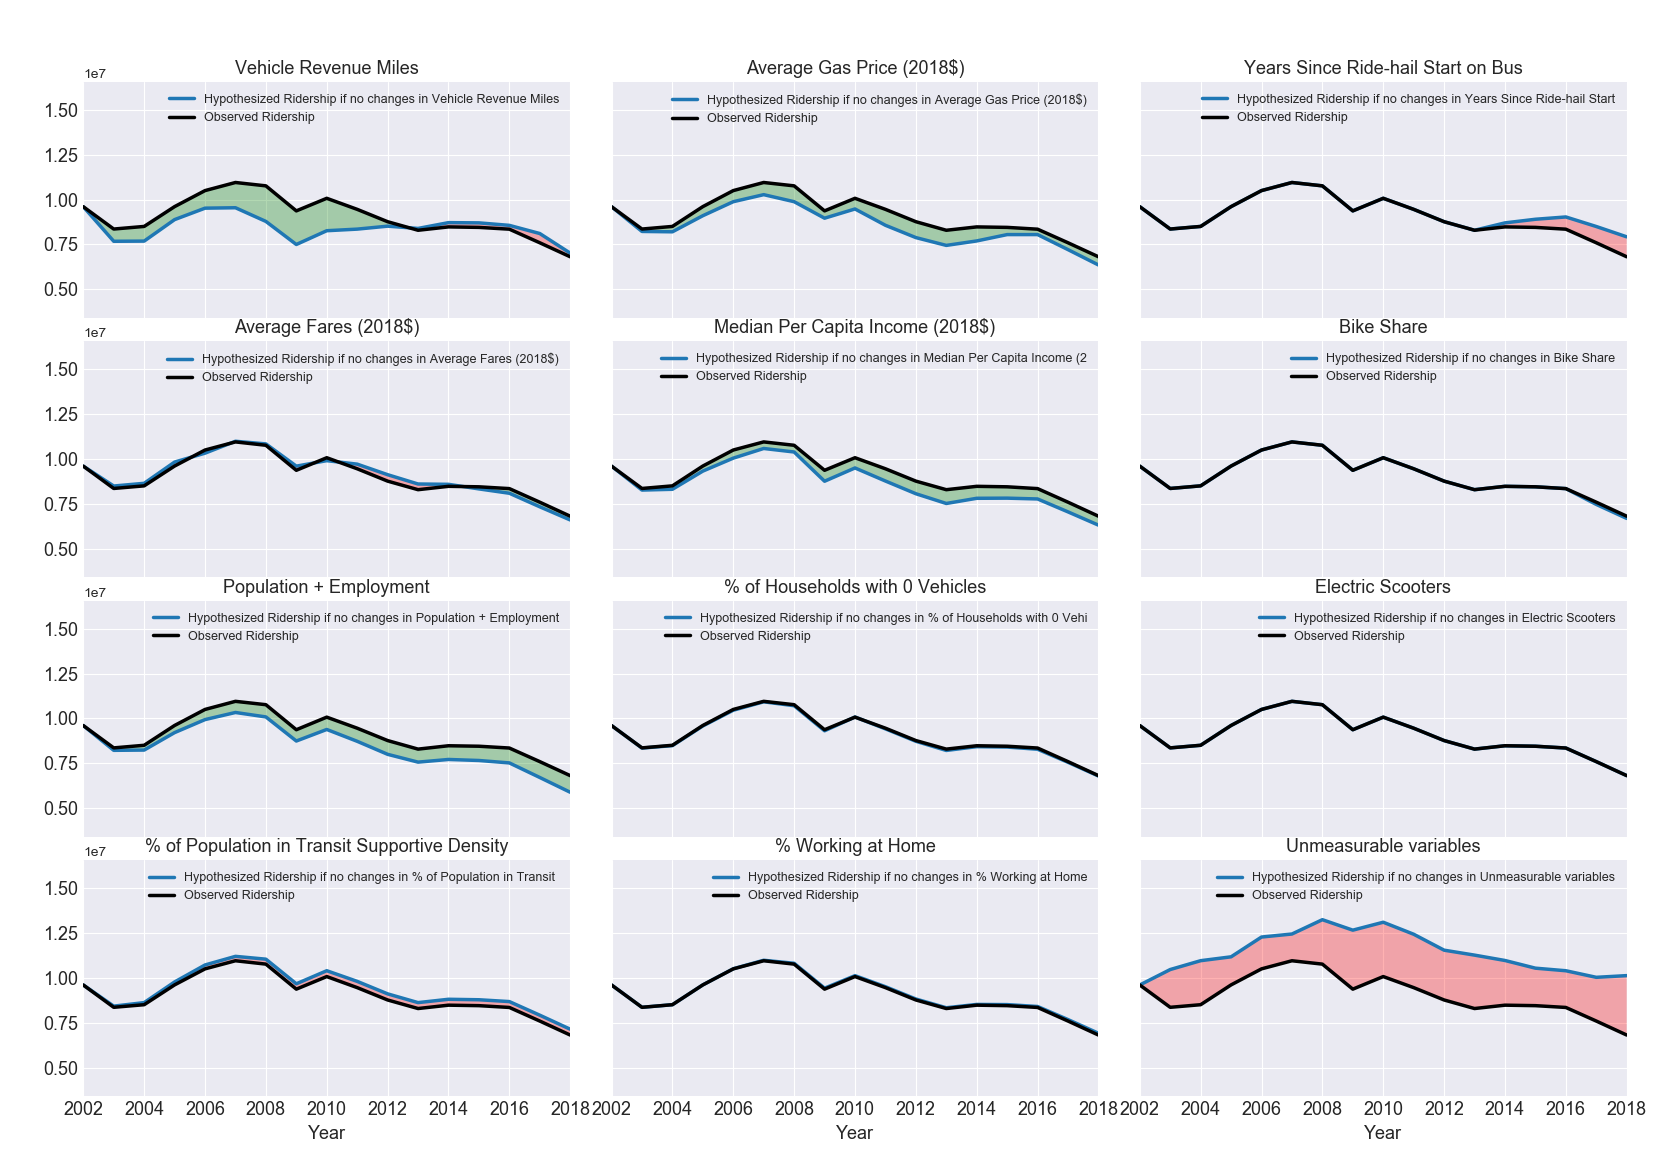 Vehicle Revenue Miles
1e7
Hypothesized Ridership if no changes in Vehicle Revenue Miles
Observed Ridership
1.50
1.25
1.00
0.75
0.50
Average Gas Price (2018$)
Hypothesized Ridership if no changes in Average Gas Price (2018$)
Observed Ridership
Years Since Ride-hail Start on Bus
Hypothesized Ridership if no changes in Years Since Ride-hail Start
Observed Ridership
Average Fares (2018$)
1e7
Hypothesized Ridership if no changes in Average Fares (2018$)
Observed Ridership
1.50
1.25
1.00
0.75
0.50
Median Per Capita Income (2018$)
Hypothesized Ridership if no changes in Median Per Capita Income (2
Observed Ridership
Bike Share
Hypothesized Ridership if no changes in Bike Share
Observed Ridership
Population + Employment
1e7
Hypothesized Ridership if no changes in Population + Employment
Observed Ridership
1.50
1.25
1.00
0.75
0.50
% of Households with 0 Vehicles
Hypothesized Ridership if no changes in % of Households with 0 Vehi
Observed Ridership
Electric Scooters
Hypothesized Ridership if no changes in Electric Scooters
Observed Ridership
% of Population in Transit Supportive Density
1e7
Hypothesized Ridership if no changes in % of Population in Transit
Observed Ridership
1.50
1.25
1.00
0.75
0.50
2002 2004 2006 2008 2010 2012 2014 2016 2018
Year
% Working at Home
Hypothesized Ridership if no changes in % Working at Home
Observed Ridership
2002 2004 2006 2008 2010 2012 2014 2016 2018
Year
Unmeasurable variables
Hypothesized Ridership if no changes in Unmeasurable variables
Observed Ridership
2002 2004 2006 2008 2010 2012 2014 2016 2018
Year